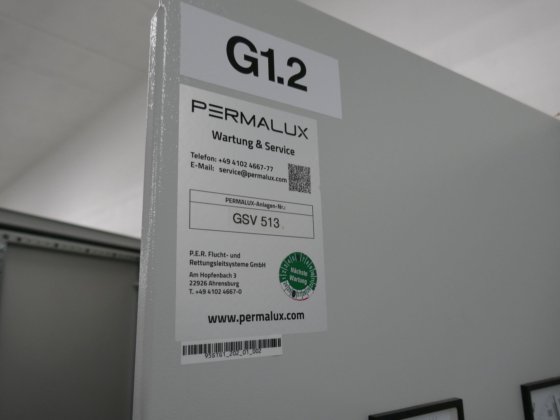 G1.2
PERMALUX
Wartung & Service
Telefon: +49 4102 4667-77
E-Mail: service@permalux.com
PERMALUX-Anlagen-Nr.:
GSV 513
P.E.R. Flucht- und
Rettungsleitsysteme GmbH
Am Hopfenbach 3
22926 Ahrensburg
T. +49 4102 4667-0
Nächste
Wartung
www.permalux.com